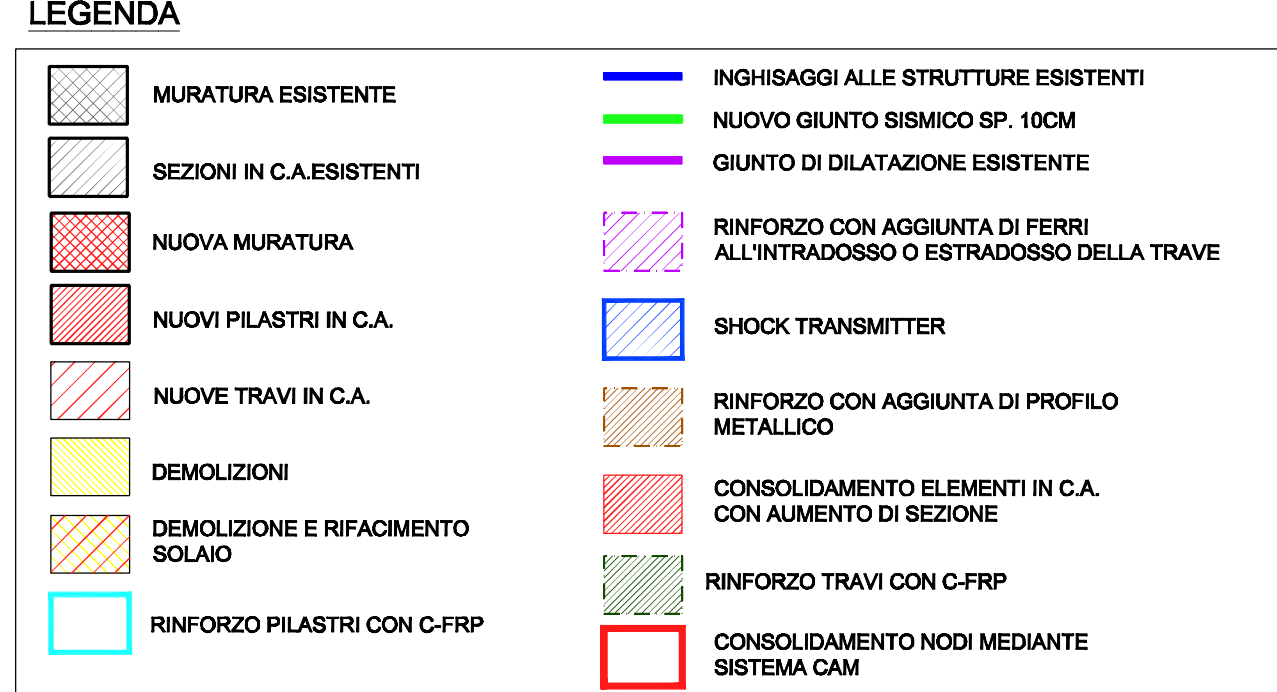 LEGENDA
MURATURA ESISTENTE
SEZIONI IN C.A.ESISTENTI
NUOVA MURATURA
NUOVI PILASTRI IN C.A.
NUOVE TRAVI IN C.A.
DEMOLIZIONI
DEMOLIZIONE E RIFACIMENTO
SOLAIO
RINFORZO PILASTRI CON C-FRP
INGHISAGGI ALLE STRUTTURE ESISTENTI
NUOVO GIUNTO SISMICO SP. 10CM
GIUNTO DI DILATAZIONE ESISTENTE
RINFORZO CON AGGIUNTA DI FERRI
ALL'INTRADOSSO O ESTRADOSSO DELLA TRAVE
SHOCK TRANSMITTER
RINFORZO CON AGGIUNTA DI PROFILO
METALLICO
CONSOLIDAMENTO ELEMENTI IN C.A.
CON AUMENTO DI SEZIONE
RINFORZO TRAVI CON C-FRP
CONSOLIDAMENTO NODI MEDIANTE
SISTEMA CAM